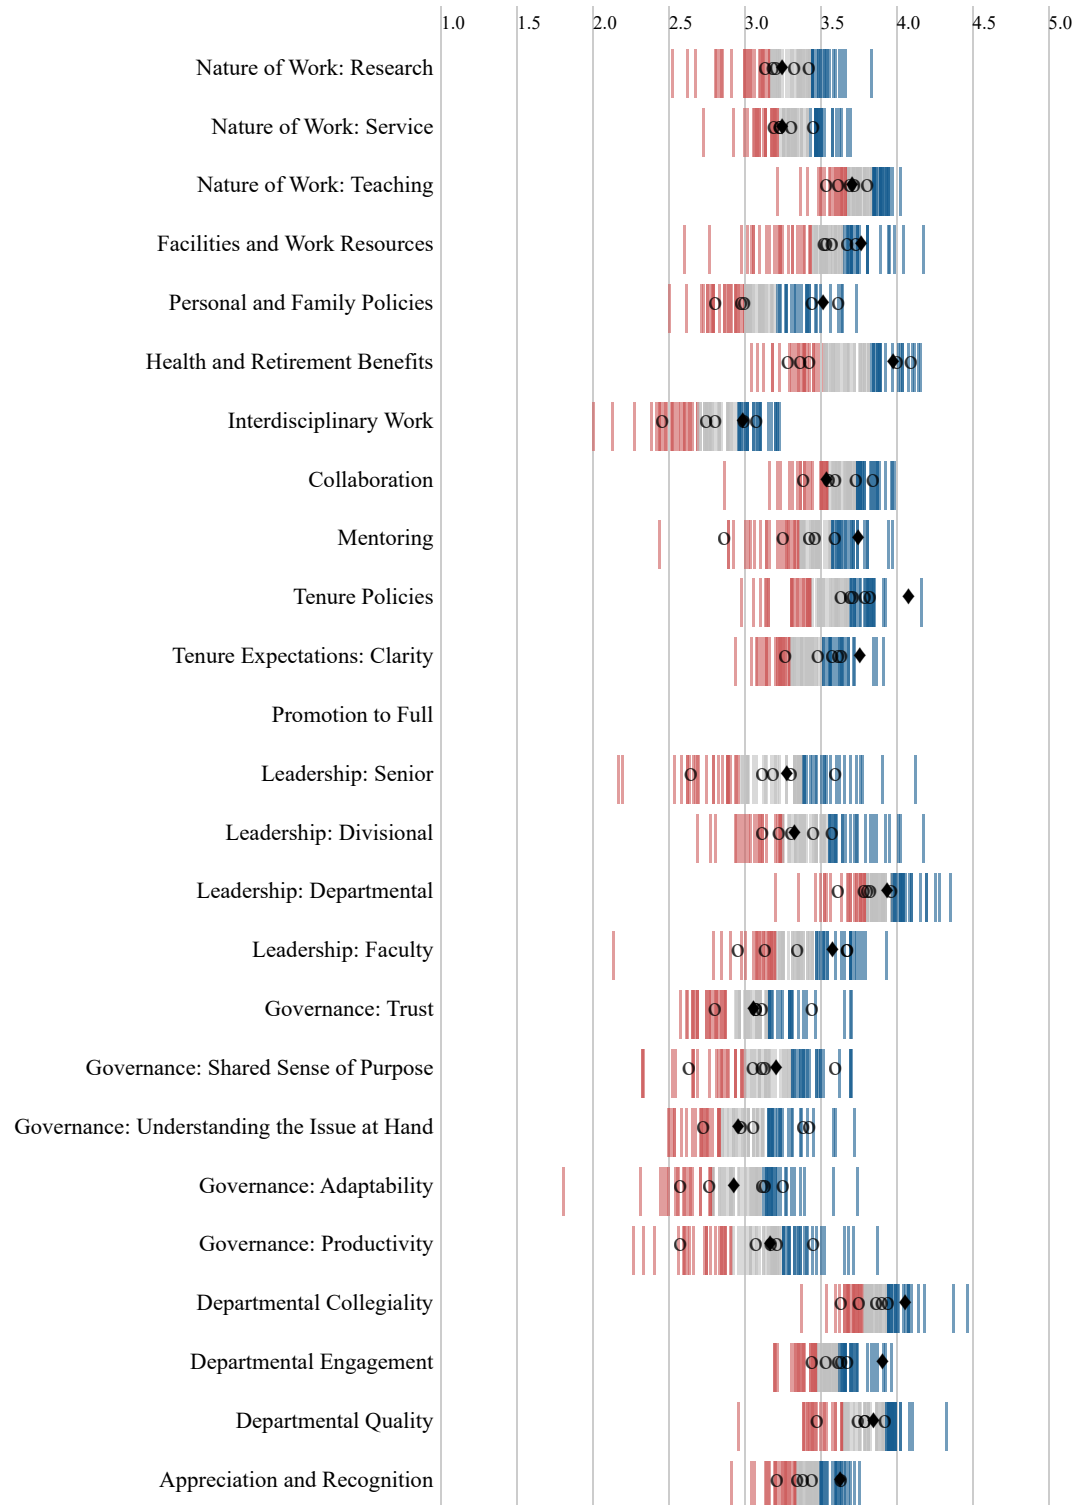 1.0 1.5 2.0 2.5 3.0 3.5 4.0 4.5 5.0
Nature of Work: Research
Nature of Work: Service
Nature of Work: Teaching
Facilities and Work Resources
Personal and Family Policies
Health and Retirement Benefits
Interdisciplinary Work
Collaboration
Mentoring
Tenure Policies
Tenure Expectations: Clarity
Promotion to Full
Leadership: Senior
Leadership: Divisional
Leadership: Departmental
Leadership: Faculty
Governance: Trust
Governance: Shared Sense of Purpose
Governance: Understanding the Issue at Hand
Governance: Adaptability
Governance: Productivity
Departmental Collegiality
Departmental Engagement
Departmental Quality
Appreciation and Recognition